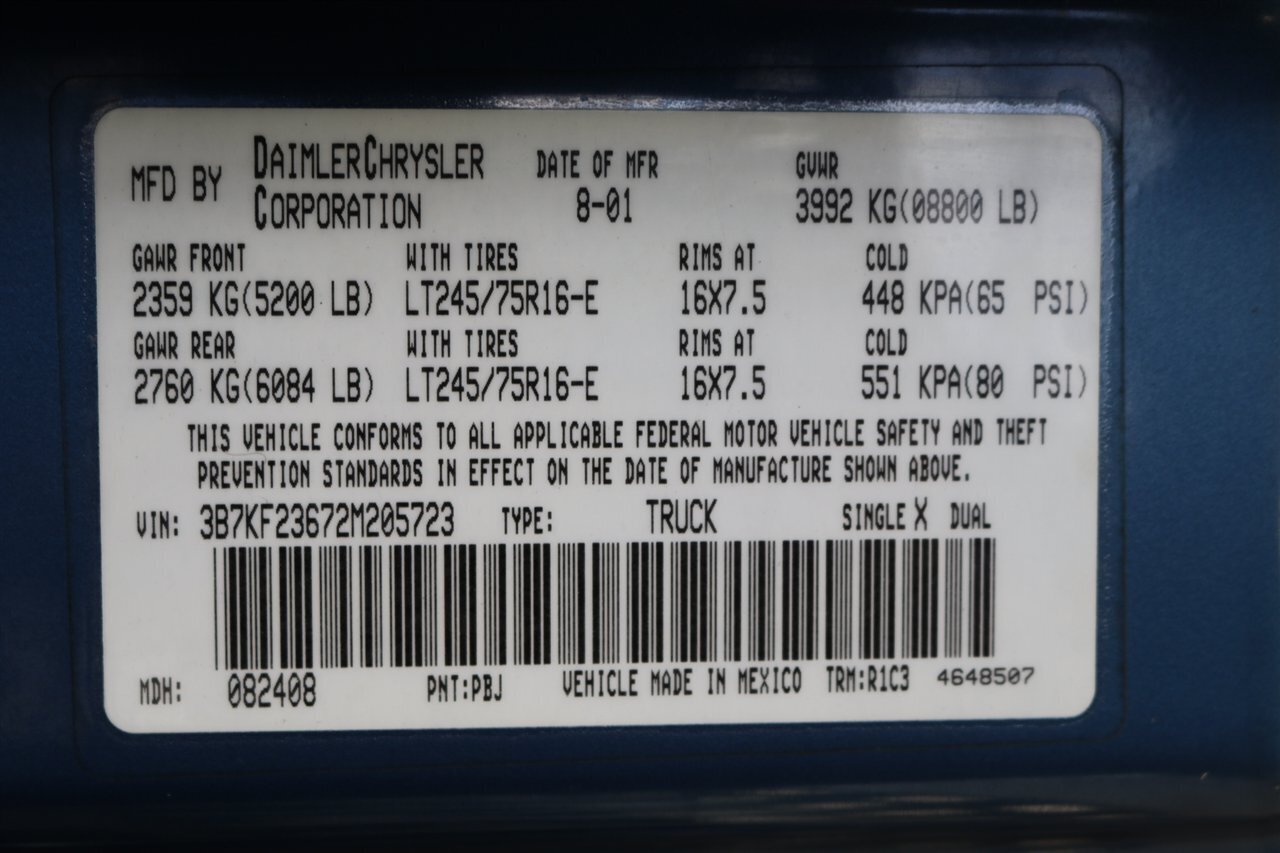 MFD BY DAIMLERCHRYSLER CORPORATION DATE OF MFR 8-01 GVWR 3992 KG(08800 LB)
GAWR FRONT WITH TIRES RIMS AT COLD
2359 KG(5200 LB) LT245/75R16-E 16X7.5 448 KPA(65 PSI)
GAWR REAR WITH TIRES RIMS AT COLD
2760 KG(6084 LB) LT245/75R16-E 16X7.5 551 KPA(80 PSI)
THIS VEHICLE CONFORMS TO ALL APPLICABLE FEDERAL MOTOR VEHICLE SAFETY AND THEFT
PREVENTION STANDARDS IN EFFECT ON THE DATE OF MANUFACTURE SHOWN ABOVE.
VIN: 3B7KF23672M205723 TYPE: TRUCK SINGLE X DUAL
MDH: 082408 PNT:PBJ VEHICLE MADE IN MEXICO TRM:R1C3 4648507